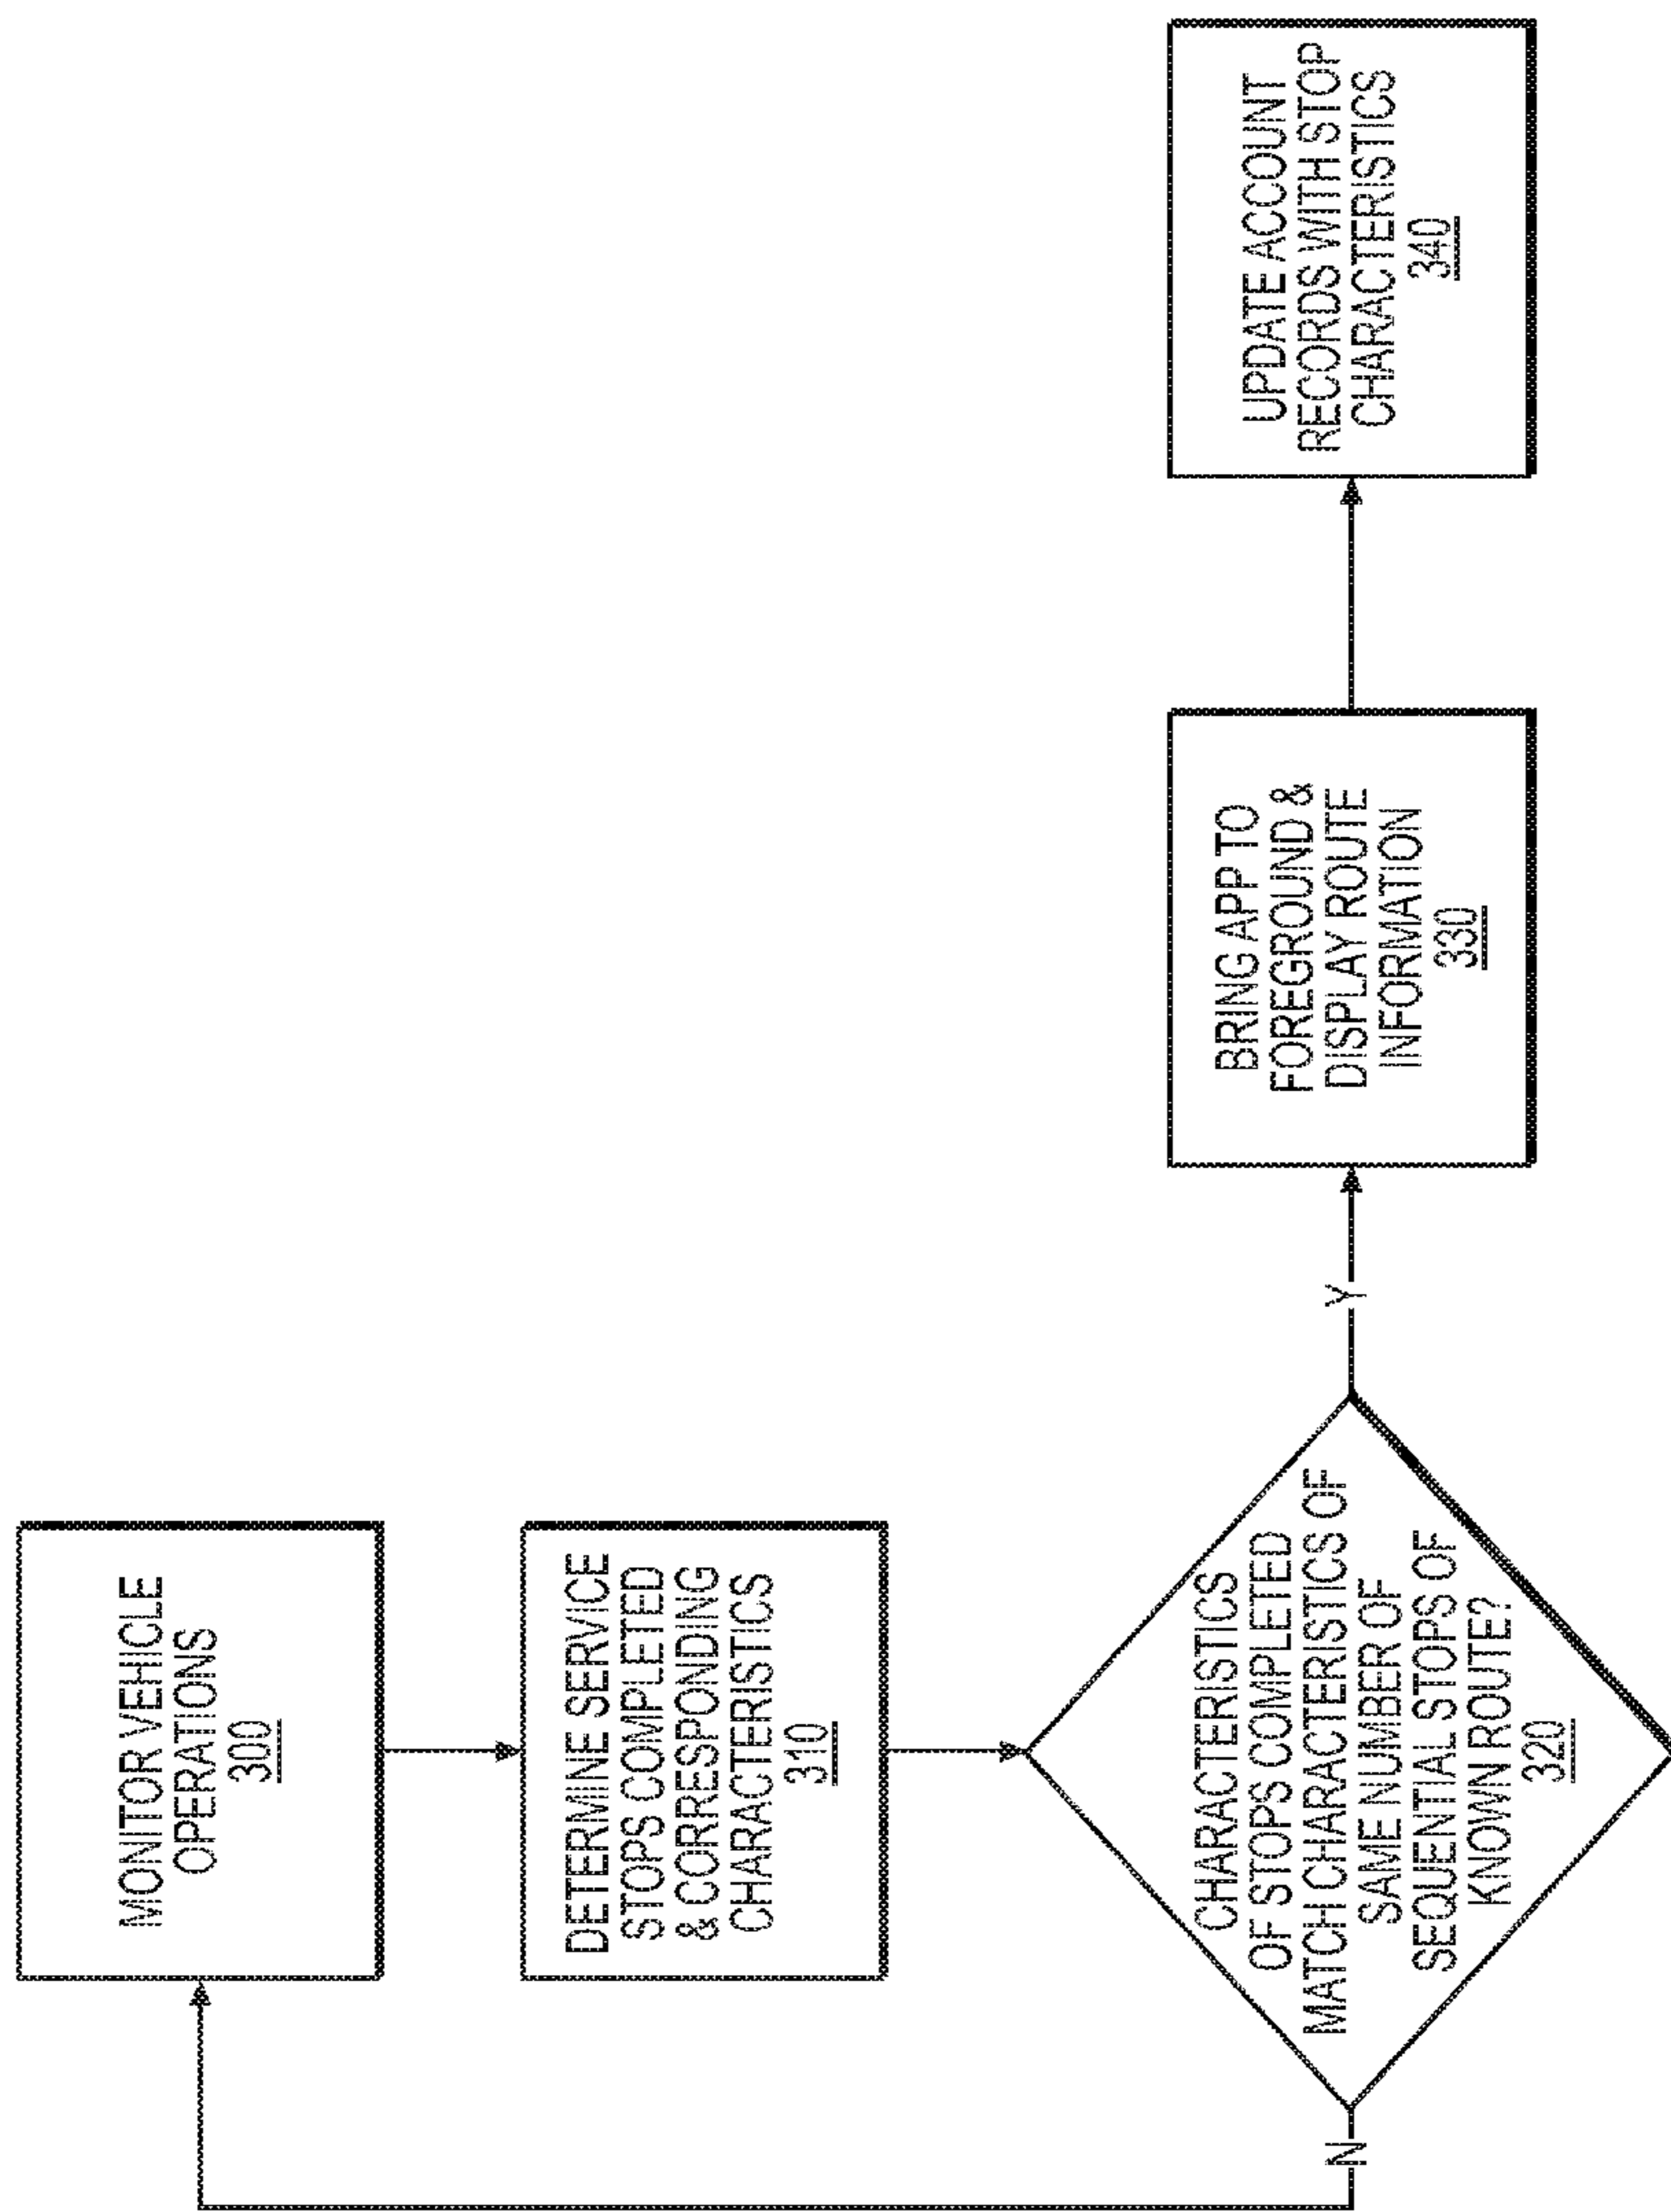 MONITOR VEHICLE
OPERATIONS
300
DETERMINE SERVICE
STOPS COMPLETED
& CORRESPONDING
CHARACTERISTICS
310
CHARACTERISTICS
OF STOPS COMPLETED
MATCH CHARACTERISTICS OF
SAME NUMBER OF
SEQUENTIAL STOPS OF
KNOWN ROUTE?
320
N
Y
BRING APP TO
FOREGROUND &
DISPLAY ROUTE
INFORMATION
330
UPDATE ACCOUNT
RECORDS WITH STOP
CHARACTERISTICS
340